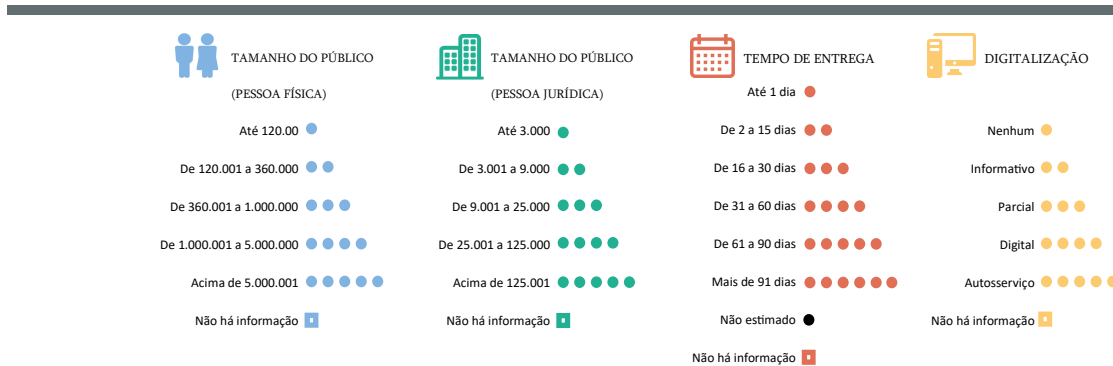 TAMANHO DO PÚBLICO
(PESSOA FÍSICA)
Até 120.00
De 120.001 a 360.000
De 360.001 a 1.000.000
De 1.000.001 a 5.000.000
Acima de 5.000.001
Não há informação
TAMANHO DO PÚBLICO
(PESSOA JURÍDICA)
Até 3.000
De 3.001 a 9.000
De 9.001 a 25.000
De 25.001 a 125.000
Acima de 125.001
Não há informação
TEMPO DE ENTREGA
Até 1 dia
De 2 a 15 dias
De 16 a 30 dias
De 31 a 60 dias
De 61 a 90 dias
Mais de 91 dias
Não estimado
Não há informação
DIGITALIZAÇÃO
Nenhum
Informativo
Parcial
Digital
Autosserviço
Não há informação